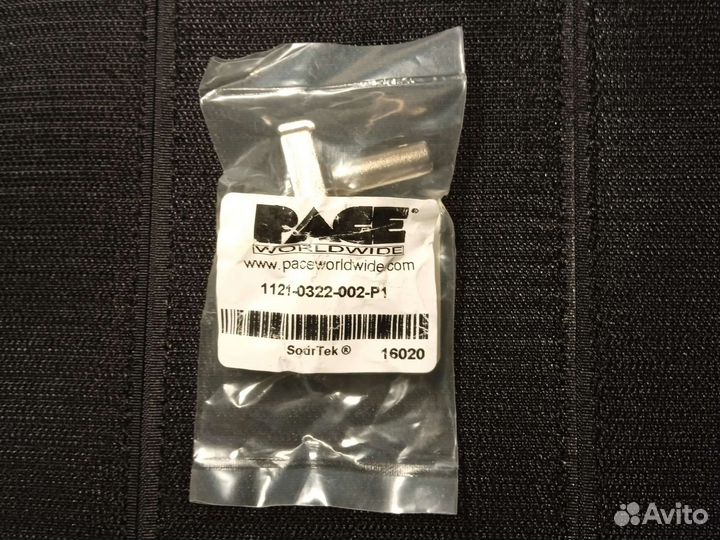 PACE®
WORLDWIDE
www.paceworldwide.com
1121-0322-002-P1
SodrTek® 16020
Avito